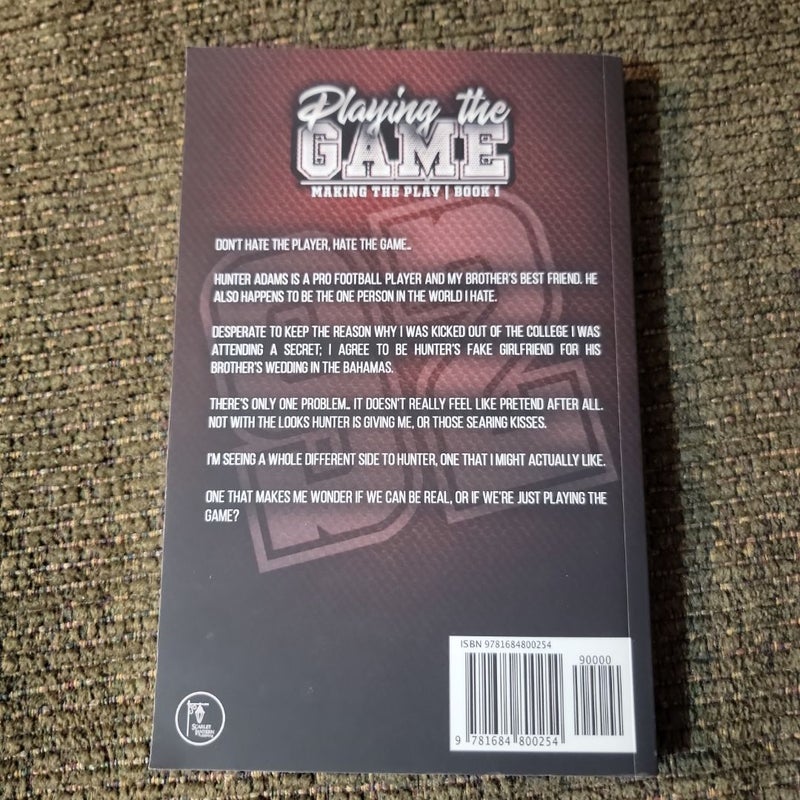 Playing the
GAME
MAKING THE PLAY | BOOK 1
82
DON'T HATE THE PLAYER, HATE THE GAME...
HUNTER ADAMS IS A PRO FOOTBALL PLAYER AND MY BROTHER'S BEST FRIEND. HE
ALSO HAPPENS TO BE THE ONE PERSON IN THE WORLD I HATE.
DESPERATE TO KEEP THE REASON WHY I WAS KICKED OUT OF THE COLLEGE I WAS
ATTENDING A SECRET; I AGREE TO BE HUNTER'S FAKE GIRLFRIEND FOR HIS
BROTHER'S WEDDING IN THE BAHAMAS.
THERE'S ONLY ONE PROBLEM... IT DOESN'T REALLY FEEL LIKE PRETEND AFTER ALL.
NOT WITH THE LOOKS HUNTER IS GIVING ME, OR THOSE SEARING KISSES.
I'M SEEING A WHOLE DIFFERENT SIDE TO HUNTER, ONE THAT I MIGHT ACTUALLY LIKE.
ONE THAT MAKES ME WONDER IF WE CAN BE REAL, OR IF WE'RE JUST PLAYING THE
GAME?
ISBN 9781684800254
90000
9 781684 800254
SCARLET
LANTERN